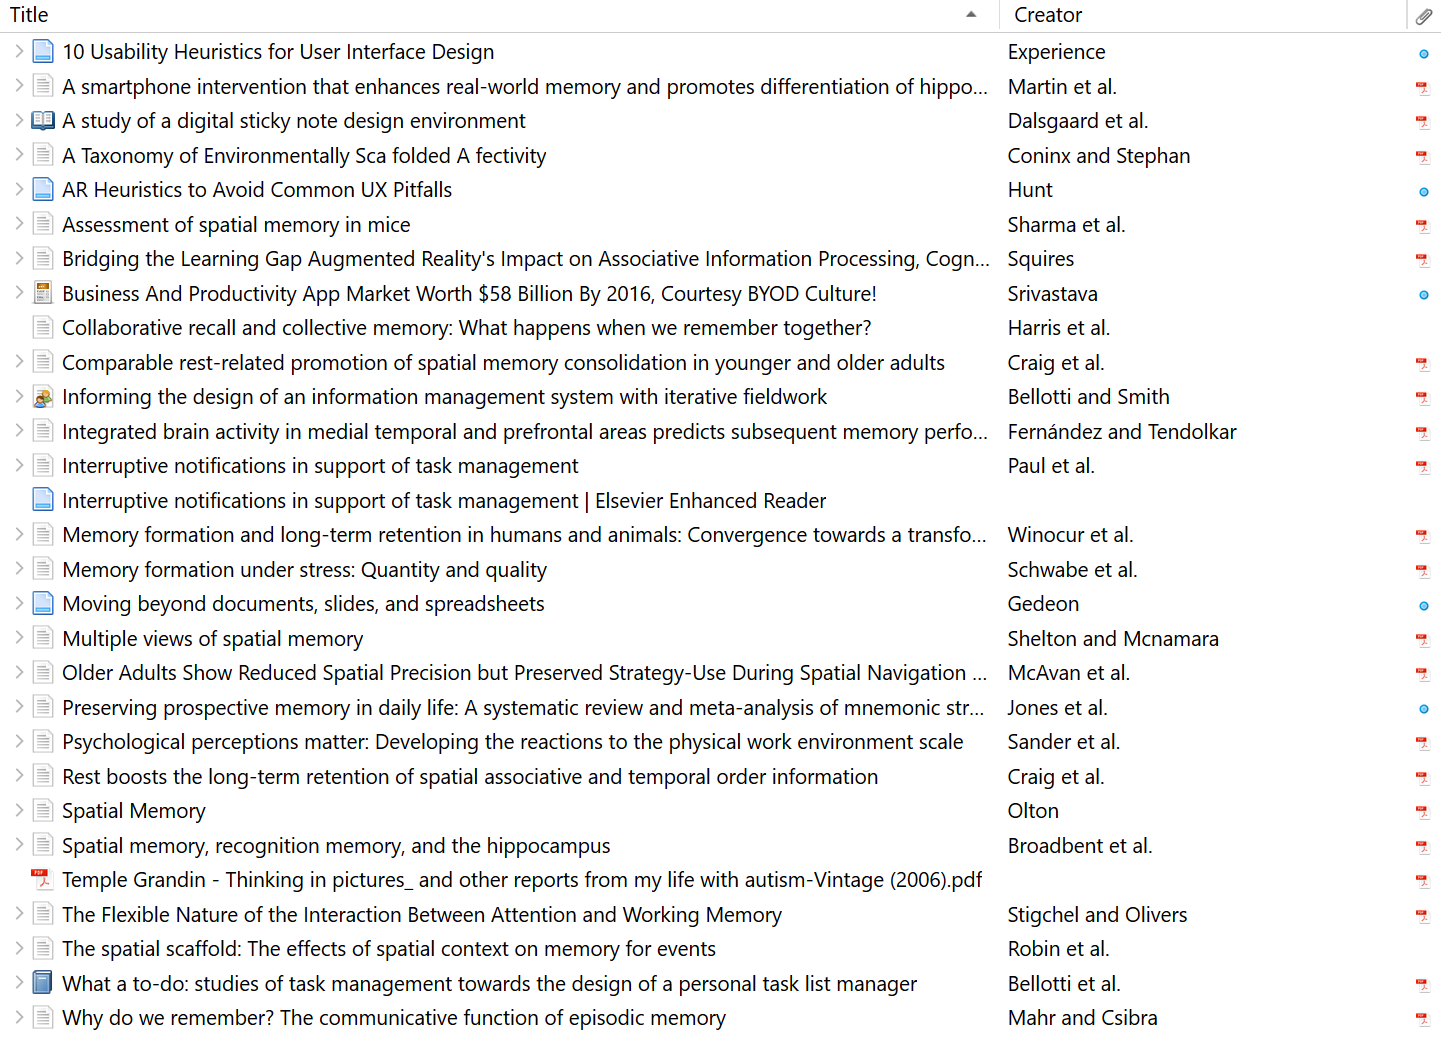 Title Creator
10 Usability Heuristics for User Interface Design Experience
A smartphone intervention that enhances real-world memory and promotes differentiation of hippo... Martin et al.
A study of a digital sticky note design environment Dalsgaard et al.
A Taxonomy of Environmentally Sca folded A fectivity Coninx and Stephan
AR Heuristics to Avoid Common UX Pitfalls Hunt
Assessment of spatial memory in mice Sharma et al.
Bridging the Learning Gap Augmented Reality's Impact on Associative Information Processing, Cogn... Squires
Business And Productivity App Market Worth $58 Billion By 2016, Courtesy BYOD Culture! Srivastava
Collaborative recall and collective memory: What happens when we remember together? Harris et al.
Comparable rest-related promotion of spatial memory consolidation in younger and older adults Craig et al.
Informing the design of an information management system with iterative fieldwork Bellotti and Smith
Integrated brain activity in medial temporal and prefrontal areas predicts subsequent memory perfo... Fernández and Tendolkar
Interruptive notifications in support of task management Paul et al.
Interruptive notifications in support of task management | Elsevier Enhanced Reader
Memory formation and long-term retention in humans and animals: Convergence towards a transfo... Winocur et al.
Memory formation under stress: Quantity and quality Schwabe et al.
Moving beyond documents, slides, and spreadsheets Gedeon
Multiple views of spatial memory Shelton and Mcnamara
Older Adults Show Reduced Spatial Precision but Preserved Strategy-Use During Spatial Navigation ... McAvan et al.
Preserving prospective memory in daily life: A systematic review and meta-analysis of mnemonic str... Jones et al.
Psychological perceptions matter: Developing the reactions to the physical work environment scale Sander et al.
Rest boosts the long-term retention of spatial associative and temporal order information Craig et al.
Spatial Memory Olton
Spatial memory, recognition memory, and the hippocampus Broadbent et al.
Temple Grandin - Thinking in pictures_ and other reports from my life with autism-Vintage (2006).pdf
The Flexible Nature of the Interaction Between Attention and Working Memory Stigchel and Olivers
The spatial scaffold: The effects of spatial context on memory for events Robin et al.
What a to-do: studies of task management towards the design of a personal task list manager Bellotti et al.
Why do we remember? The communicative function of episodic memory Mahr and Csibra